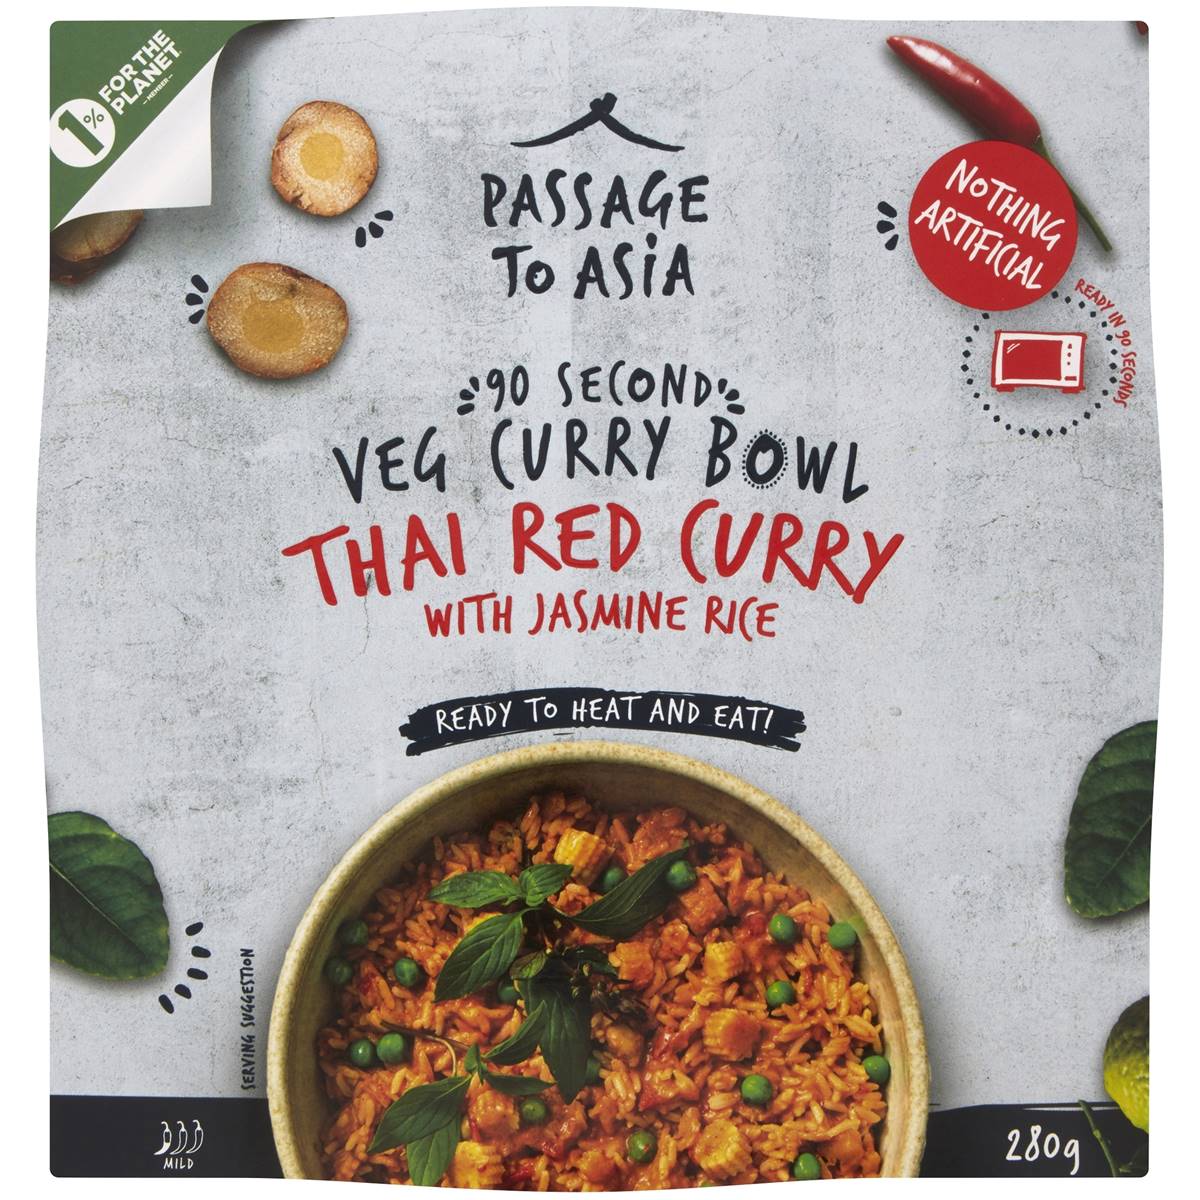 1%
FOR THE
PLANET
MEMBER
PASSAGE
TO ASIA
NOTHING
ARTIFICIAL
READY IN 90 SECONDS
90 SECOND
VEG CURRY BOWL
THAI RED CURRY
WITH JASMINE RICE
READY TO HEAT AND EAT!
SERVING SUGGESTION
MILD
280g